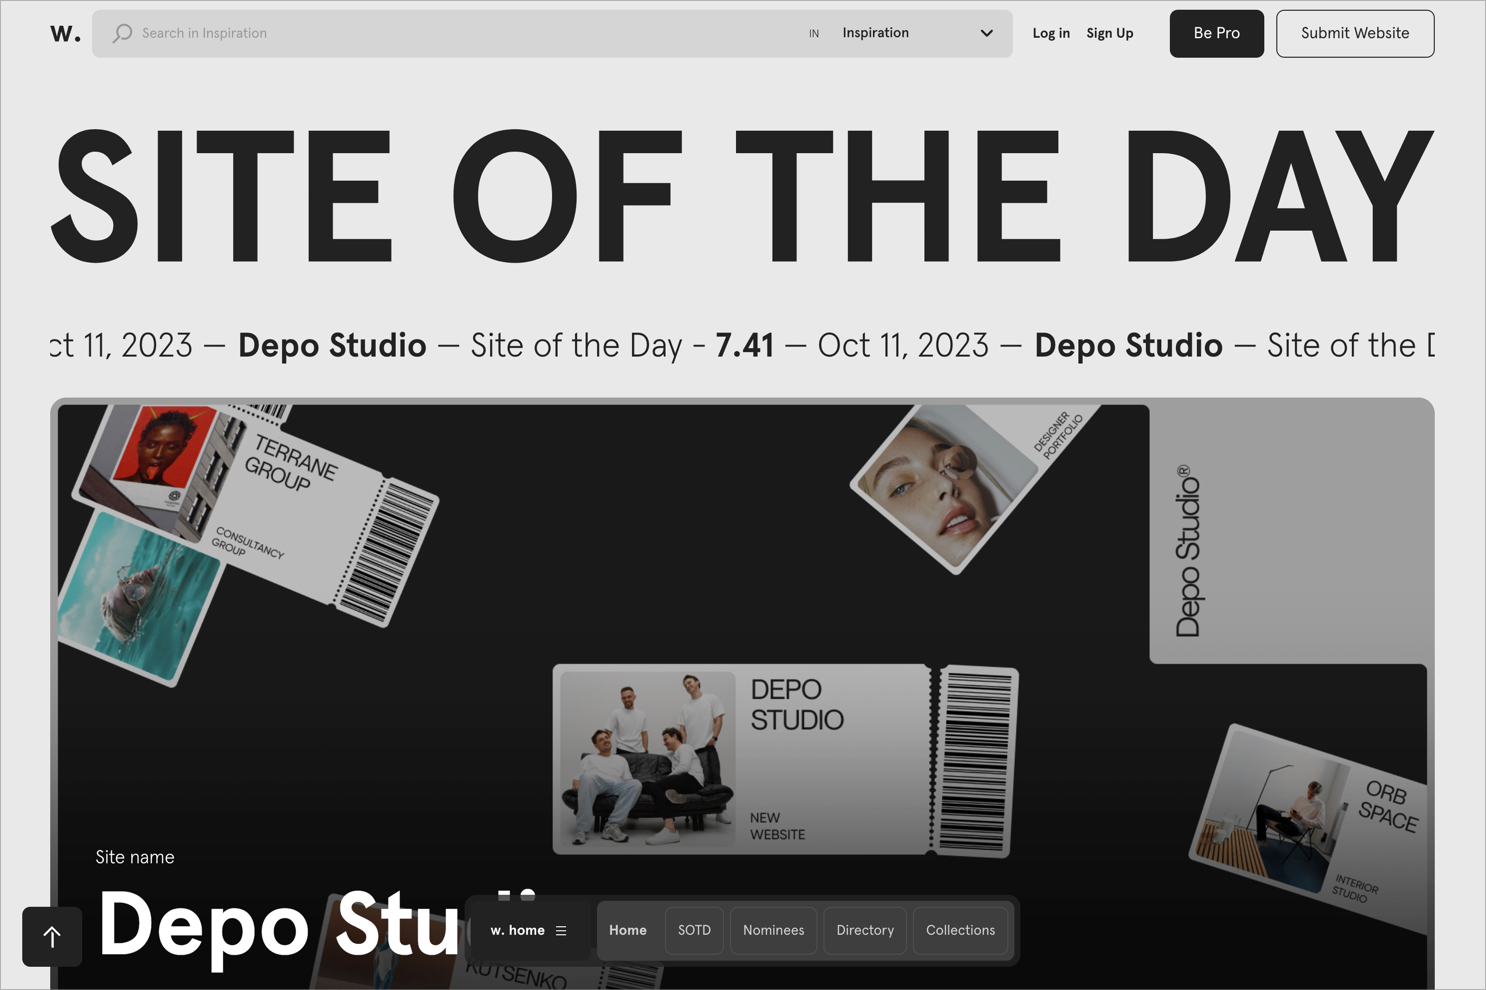 w.
Search in Inspiration
IN
Inspiration
Log in
Sign Up
Be Pro
Submit Website
SITE OF THE DAY
ct 11, 2023 — Depo Studio — Site of the Day - 7.41 — Oct 11, 2023 — Depo Studio — Site of the
TERRANE
GROUP
CONSULTANCY
GROUP
DESIGNER
PORTFOLIO
Depo Studio®
DEPO
STUDIO
NEW
WEBSITE
ORB
SPACE
INTERIOR
STUDIO
Site name
Depo Stu
KUTSENKO
w. home
Home
SOTD
Nominees
Directory
Collections